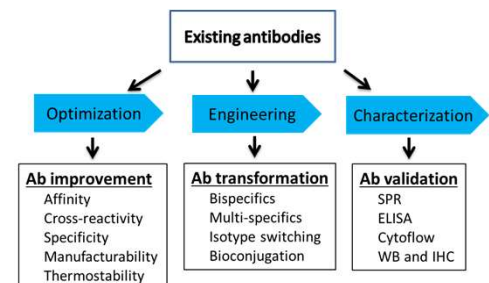 Existing antibodies
Optimization
Engineering
Characterization
Ab improvement
Affinity
Cross-reactivity
Specificity
Manufacturability
Thermostability
Ab transformation
Bispecifics
Multi-specifics
Isotype switching
Bioconjugation
Ab validation
SPR
ELISA
Cytoflow
WB and IHC